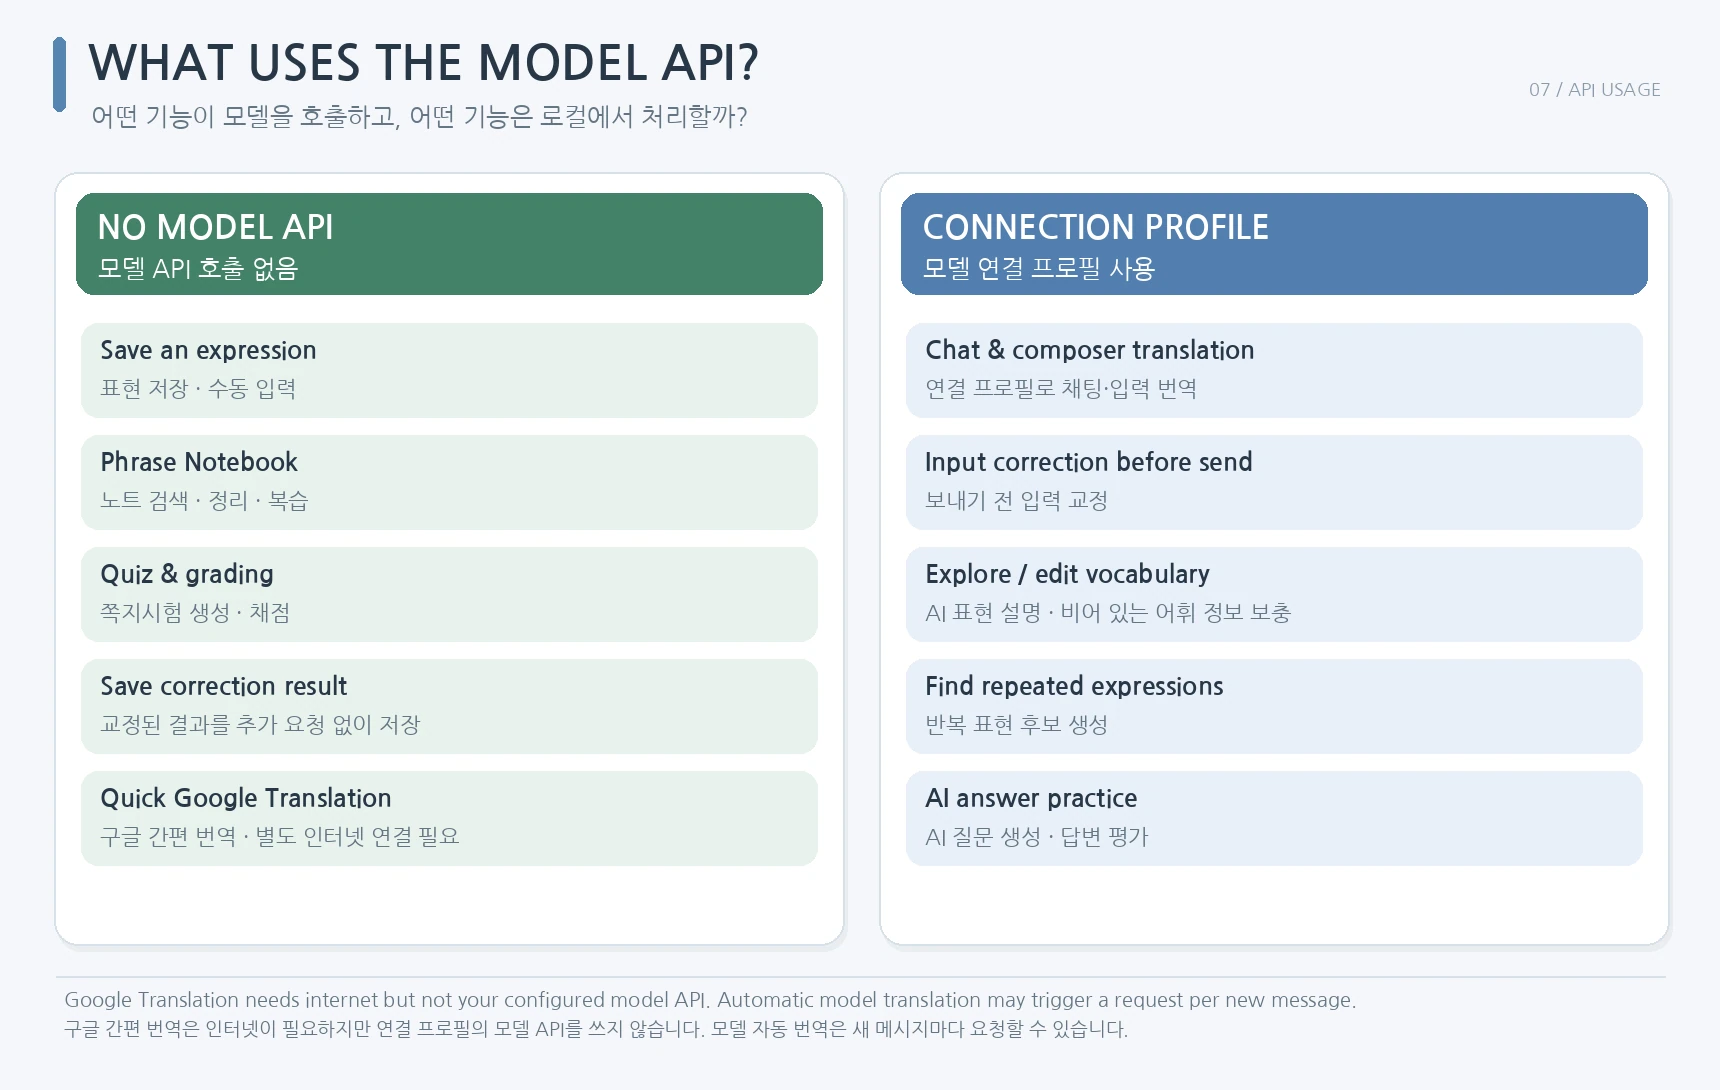 WHAT USES THE MODEL API?
어떤 기능이 모델을 호출하고, 어떤 기능은 로컬에서 처리할까?
07 / API USAGE
NO MODEL API
모델 API 호출 없음
Save an expression
표현 저장 · 수동 입력
Phrase Notebook
노트 검색 · 정리 · 복습
Quiz & grading
쪽지시험 생성 · 채점
Save correction result
교정된 결과를 추가 요청 없이 저장
Quick Google Translation
구글 간편 번역 · 별도 인터넷 연결 필요
CONNECTION PROFILE
모델 연결 프로필 사용
Chat & composer translation
연결 프로필로 채팅·입력 번역
Input correction before send
보내기 전 입력 교정
Explore / edit vocabulary
AI 표현 설명 · 비어 있는 어휘 정보 보충
Find repeated expressions
반복 표현 후보 생성
AI answer practice
AI 질문 생성 · 답변 평가
Google Translation needs internet but not your configured model API. Automatic model translation may trigger a request per new message.
구글 간편 번역은 인터넷이 필요하지만 연결 프로필의 모델 API를 쓰지 않습니다. 모델 자동 번역은 새 메시지마다 요청할 수 있습니다.